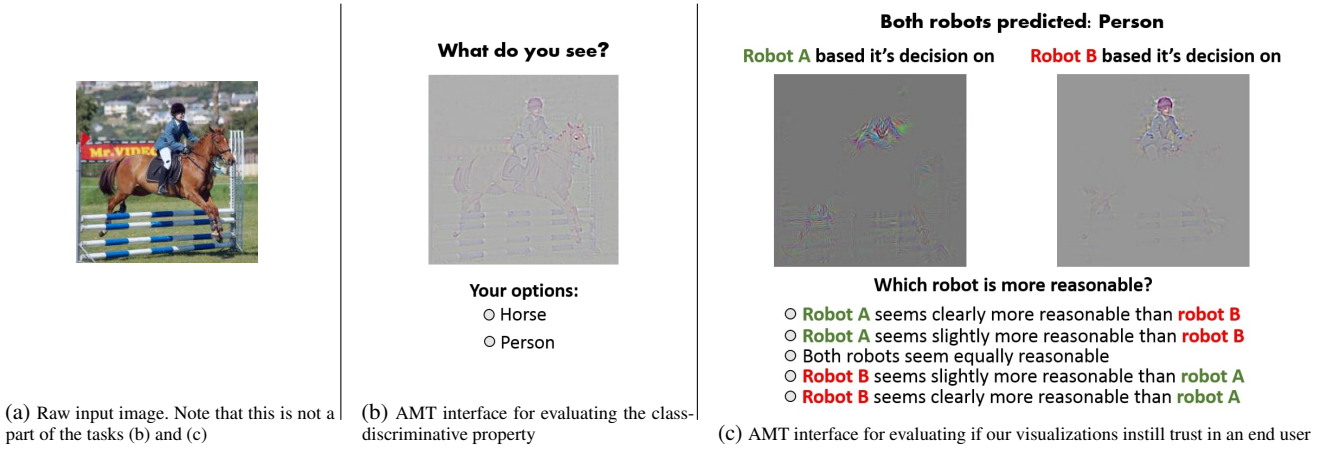 Mr.VIDEO
(a) Raw input image. Note that this is not a
part of the tasks (b) and (c)
What do you see?
Your options:
Horse
Person
(b) AMT interface for evaluating the class-
discriminative property
Both robots predicted: Person
Robot A based it's decision on
Robot B based it's decision on
Which robot is more reasonable?
Robot A seems clearly more reasonable than robot B
Robot A seems slightly more reasonable than robot B
Both robots seem equally reasonable
Robot B seems slightly more reasonable than robot A
Robot B seems clearly more reasonable than robot A
(c) AMT interface for evaluating if our visualizations instill trust in an end user